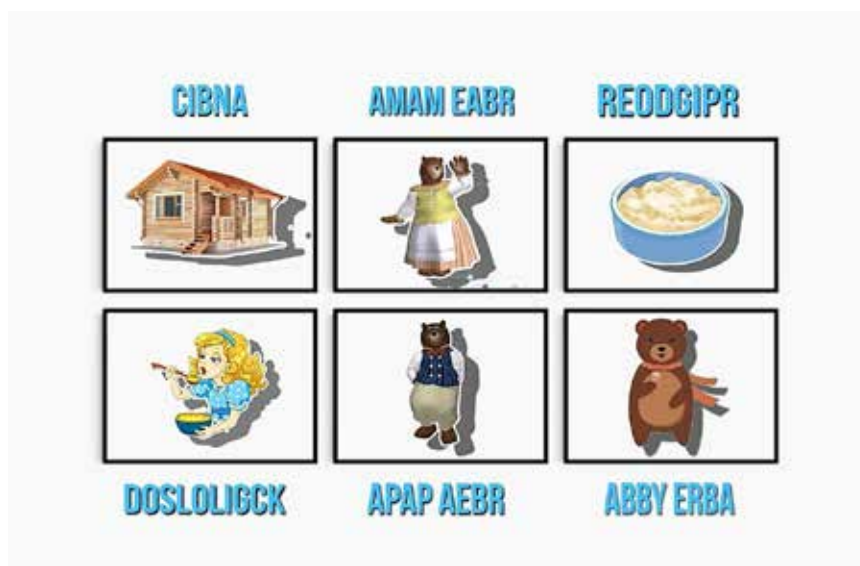 CIBNA
AMAM EABR
REODGIPR
DOSLOLIGCK
APAP AEBR
ABBY ERBA